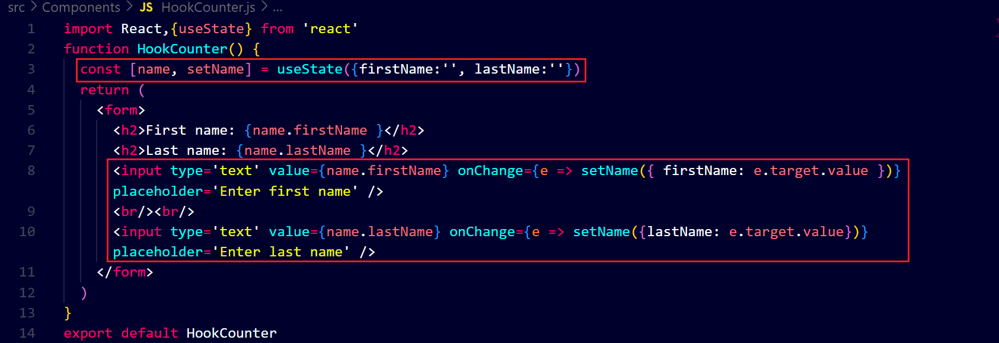 src > Components > JS HookCounter.js > ...
1 import React,{useState} from 'react'
2 function HookCounter() {
3 const [name, setName] = useState({firstName:'', lastName:''})
4 return (
5 <form>
6 <h2>First name: {name.firstName }</h2>
7 <h2>Last name: {name.lastName }</h2>
8 <input type='text' value={name.firstName} onChange={e => setName({ firstName: e.target.value })}
placeholder='Enter first name' />
9 <br/><br/>
10 <input type='text' value={name.lastName} onChange={e => setName({lastName: e.target.value})}
placeholder='Enter last name' />
11 </form>
12 )
13 }
14 export default HookCounter